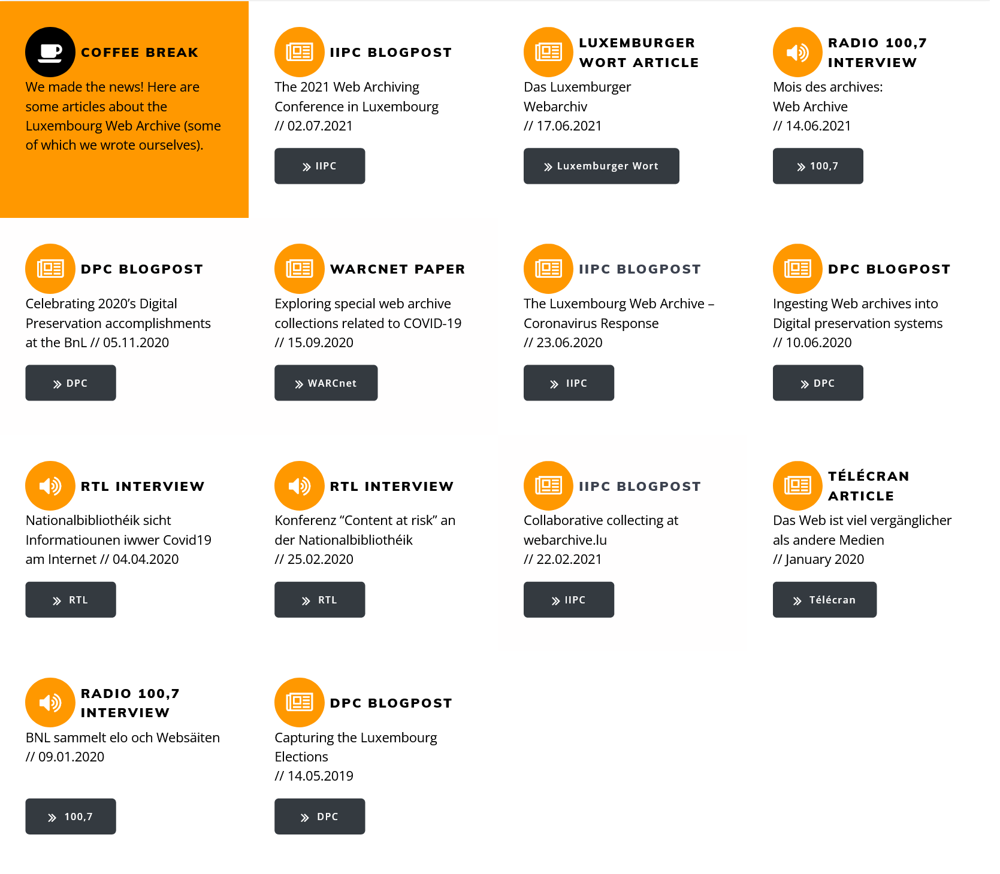 COFFEE BREAK
We made the news! Here are
some articles about the
Luxembourg Web Archive (some
of which we wrote ourselves).
IIPC BLOGPOST
The 2021 Web Archiving
Conference in Luxembourg
// 02.07.2021
IIPC
LUXEMBURGER
WORT ARTICLE
Das Luxemburger
Webarchiv
// 17.06.2021
Luxemburger Wort
RADIO 100,7
INTERVIEW
Mois des archives:
Web Archive
// 14.06.2021
100,7
DPC BLOGPOST
Celebrating 2020’s Digital
Preservation accomplishments
at the BnL // 05.11.2020
DPC
WARCNET PAPER
Exploring special web archive
collections related to COVID-19
// 15.09.2020
WARCnet
IIPC BLOGPOST
The Luxembourg Web Archive –
Coronavirus Response
// 23.06.2020
IIPC
DPC BLOGPOST
Ingesting Web archives into
Digital preservation systems
// 10.06.2020
DPC
RTL INTERVIEW
Nationalbibliothéik sicht
Informatiounen iwwer Covid19
am Internet // 04.04.2020
RTL
RTL INTERVIEW
Konferenz “Content at risk” an
der Nationalbibliothéik
// 25.02.2020
RTL
IIPC BLOGPOST
Collaborative collecting at
webarchive.lu
// 22.02.2021
IIPC
TÉLÉCRAN
ARTICLE
Das Web ist viel vergänglicher
als andere Medien
// January 2020
Télécran
RADIO 100,7
INTERVIEW
BNL sammelt elo och Websäiten
// 09.01.2020
100,7
DPC BLOGPOST
Capturing the Luxembourg
Elections
// 14.05.2019
DPC